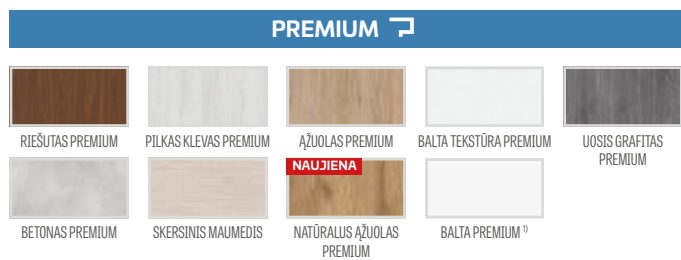 PREMIUM
RIEŠUTAS PREMIUM
PILKAS KLEVAS PREMIUM
ĄŽUOLAS PREMIUM
BALTA TEKSTŪRA PREMIUM
UOSIS GRAFITAS
PREMIUM
BETONAS PREMIUM
SKERSINIS MAUMEDIS
NAUJIENA
NATŪRALUS ĄŽUOLAS
PREMIUM
BALTA PREMIUM ¹⁾